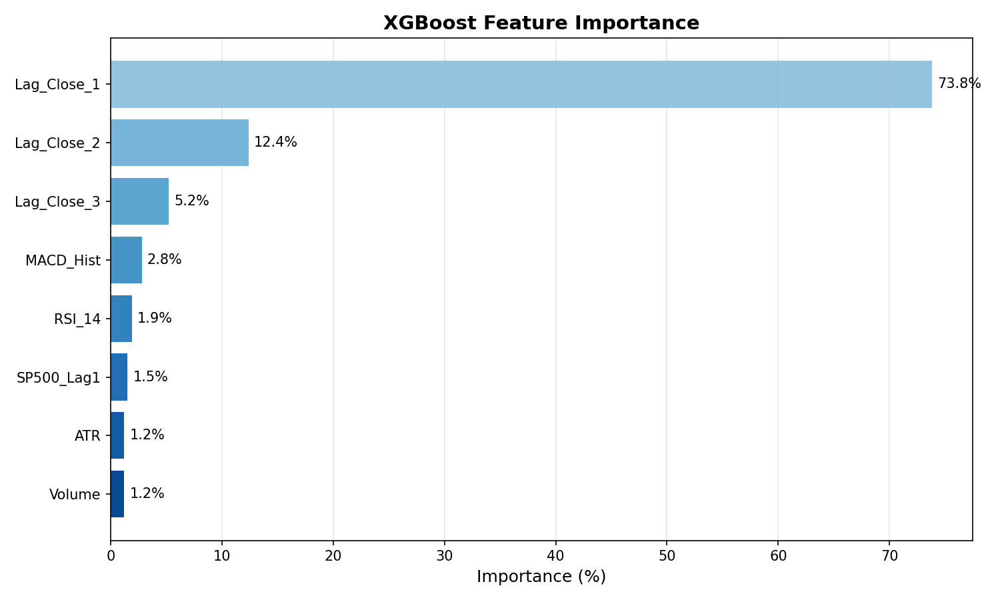 XGBoost Feature Importance
Lag_Close_1 73.8%
Lag_Close_2 12.4%
Lag_Close_3 5.2%
MACD_Hist 2.8%
RSI_14 1.9%
SP500_Lag1 1.5%
ATR 1.2%
Volume 1.2%
0 10 20 30 40 50 60 70
Importance (%)